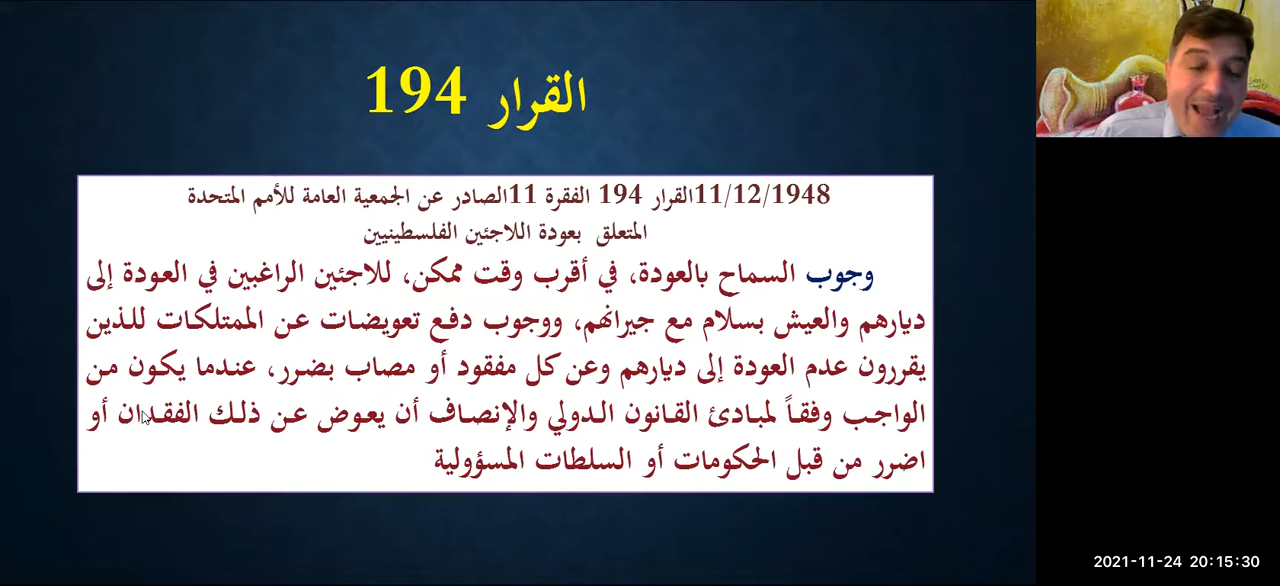 القرار 194
11/12/1948القرار 194 الفقرة 11الصادر عن الجمعية العامة للأمم المتحدة
المتعلق بعودة اللاجئين الفلسطينيين
وجوب السماح بالعودة، في أقرب وقت ممكن، للاجئين الراغبين في العودة إلى
ديارهم والعيش بسلام مع جيرانهم، ووجوب دفع تعويضات عن الممتلكات للذين
يقررون عدم العودة إلى ديارهم وعن كل مفقود أو مصاب بضرر، عندما يكون من
الواجب وفقاً لمبادئ القانون الدولي والإنصاف أن يعوض عن ذلك الفقدان أو
اضرر من قبل الحكومات أو السلطات المسؤولية
2021-11-24 20:15:30